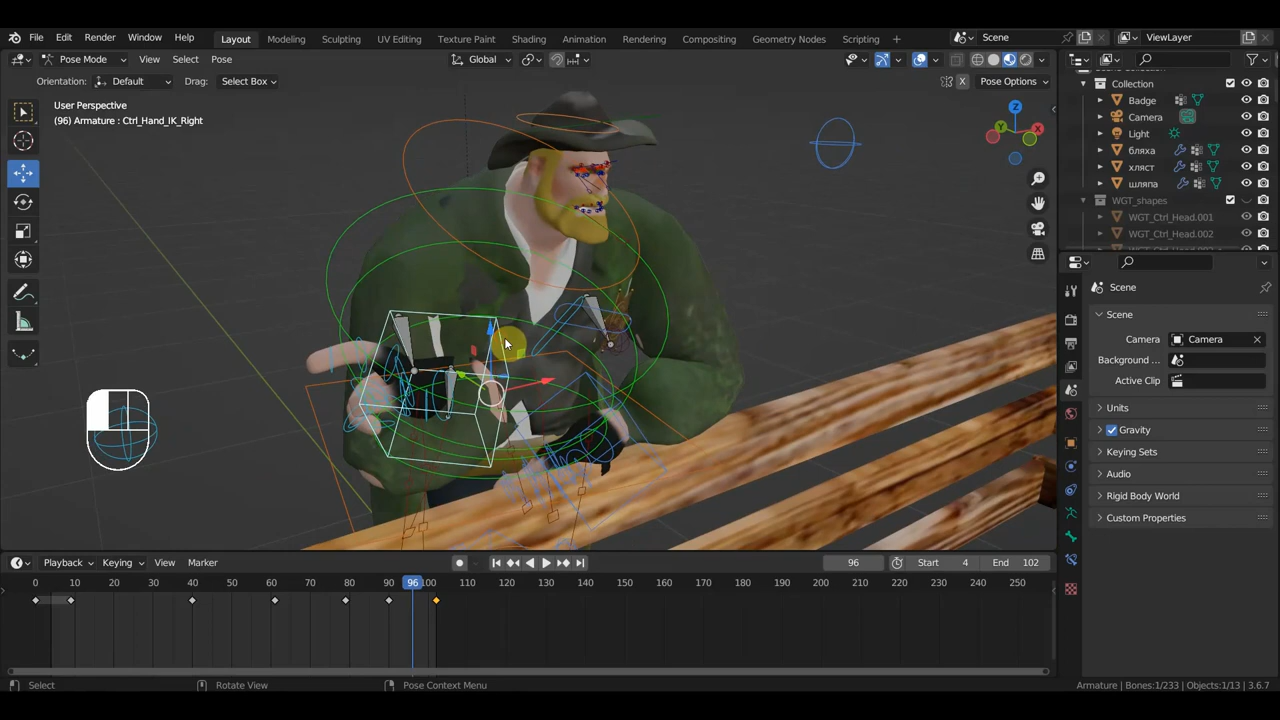 File Edit Render Window Help Layout Modeling Sculpting UV Editing Texture Paint Shading Animation Rendering Compositing Geometry Nodes Scripting + Scene ViewLayer
Pose Mode View Select Pose Global
Orientation: Default Drag: Select Box X Pose Options
User Perspective
(96) Armature : Ctrl_Hand_IK_Right
Z
Y
X
Collection
Badge
Camera
Light
бляха
хляст
шляпа
WGT_shapes
WGT_Ctrl_Head.001
WGT_Ctrl_Head.002
Scene
Scene
Camera Camera
Background ...
Active Clip
Units
Gravity
Keying Sets
Audio
Rigid Body World
Custom Properties
Playback Keying View Marker 96 Start 4 End 102
0 10 20 30 40 50 60 70 80 90 96 100 110 120 130 140 150 160 170 180 190 200 210 220 230 240 250
Select Rotate View Pose Context Menu Armature | Bones:1/233 | Objects:1/13 | 3.6.7